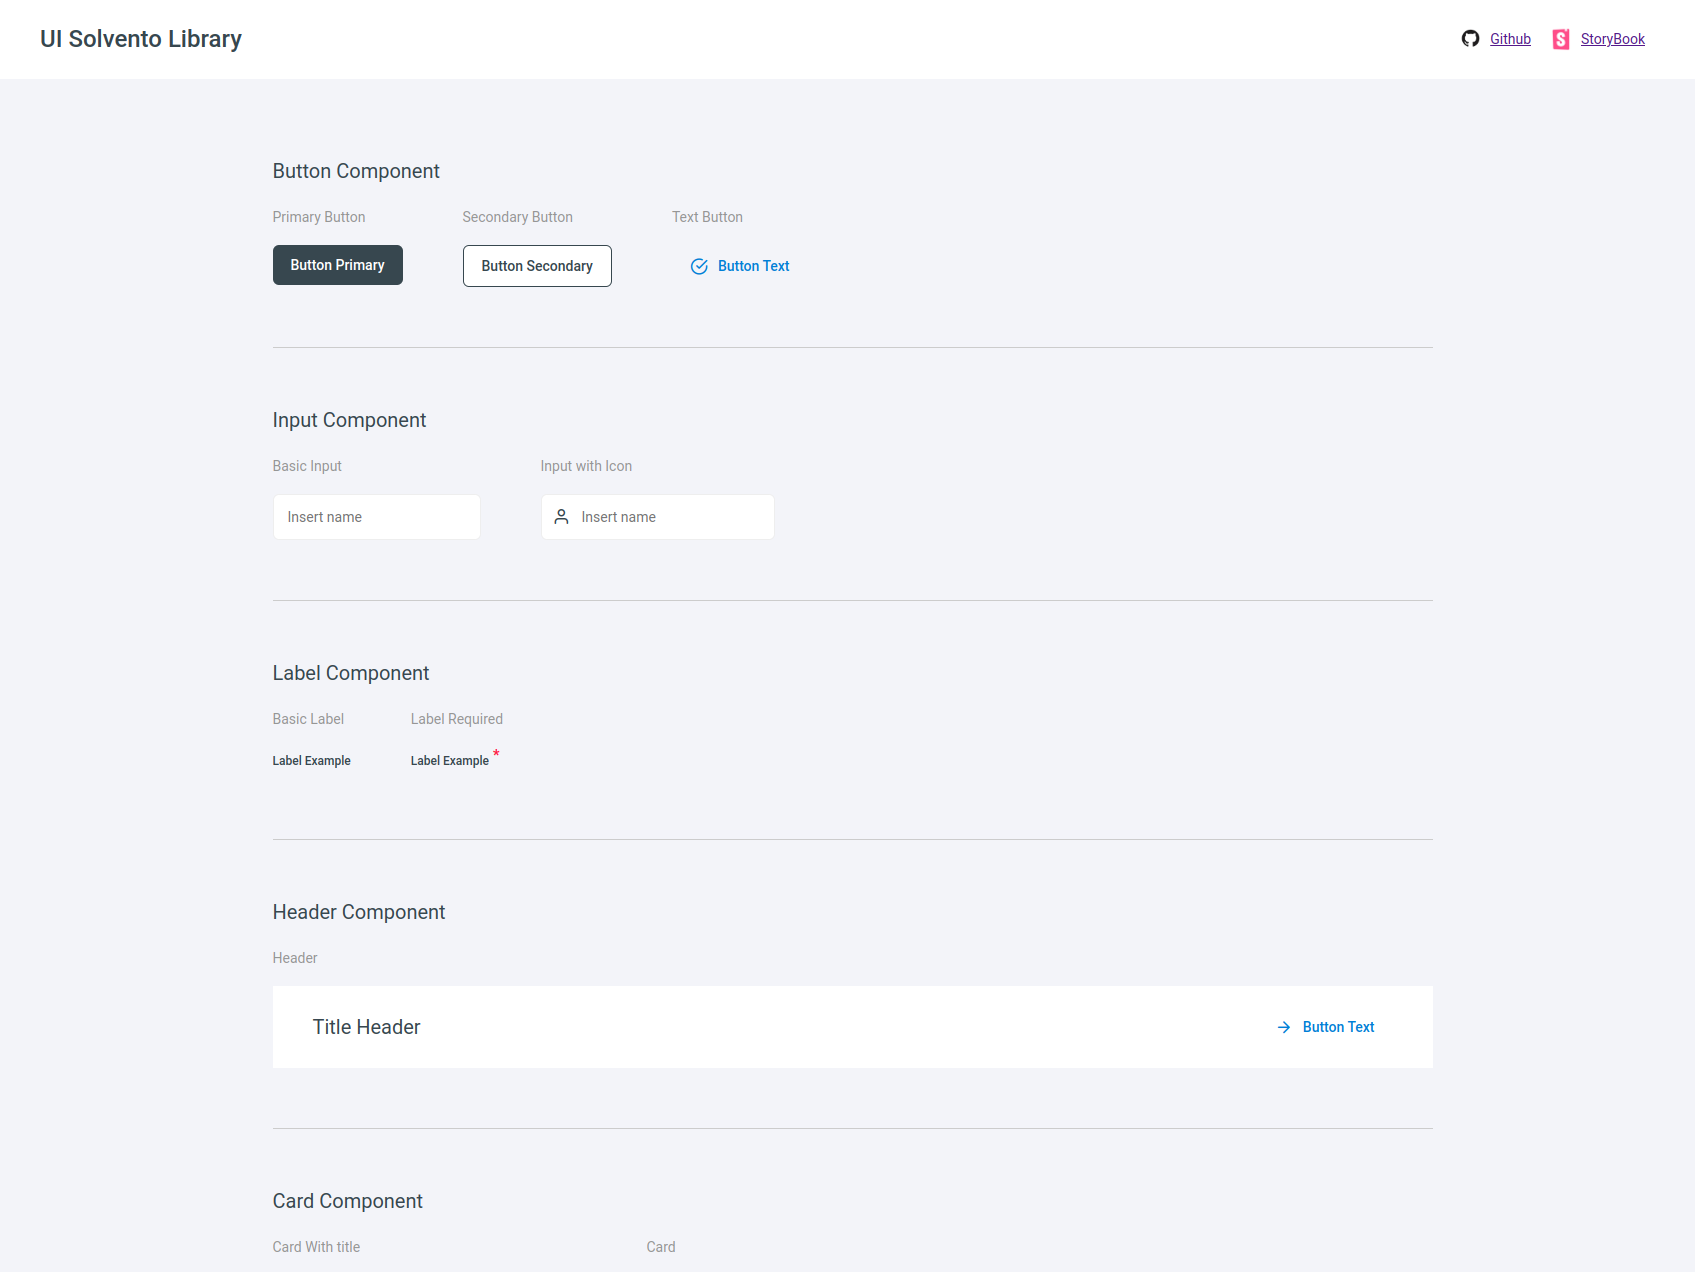 UI Solvento Library
Github
StoryBook
Button Component
Primary Button
Secondary Button
Text Button
Button Primary
Button Secondary
Button Text
Input Component
Basic Input
Input with Icon
Insert name
Insert name
Label Component
Basic Label
Label Required
Label Example
Label Example *
Header Component
Header
Title Header
Button Text
Card Component
Card With title
Card